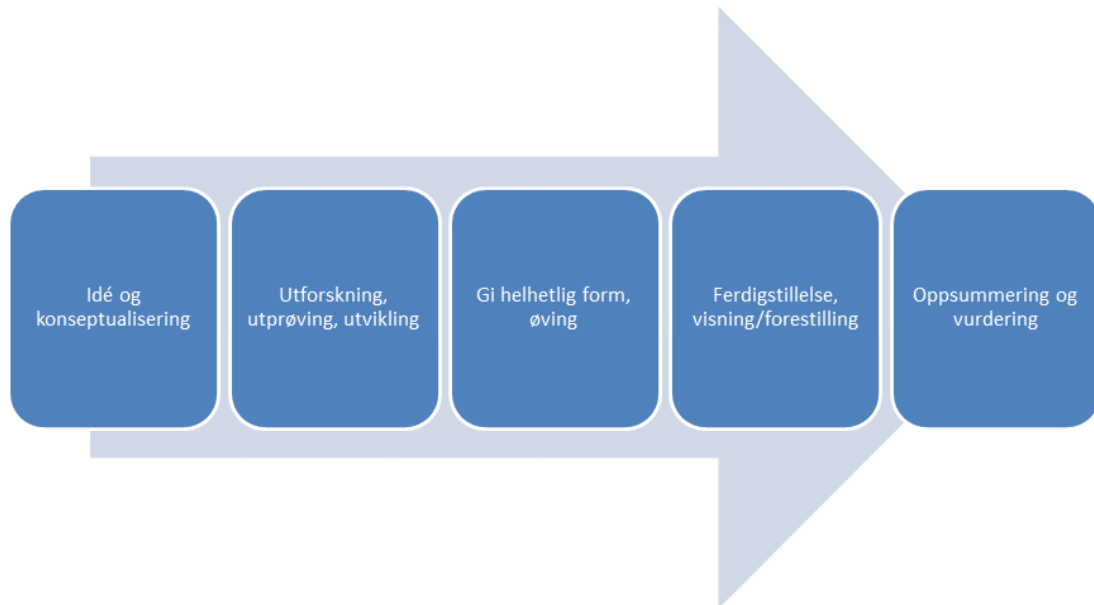 Idé og
konseptualisering
Utforskning,
utprøving, utvikling
Gi helhetlig form,
øving
Ferdigstillelse,
visning/forestilling
Oppsummering og
vurdering